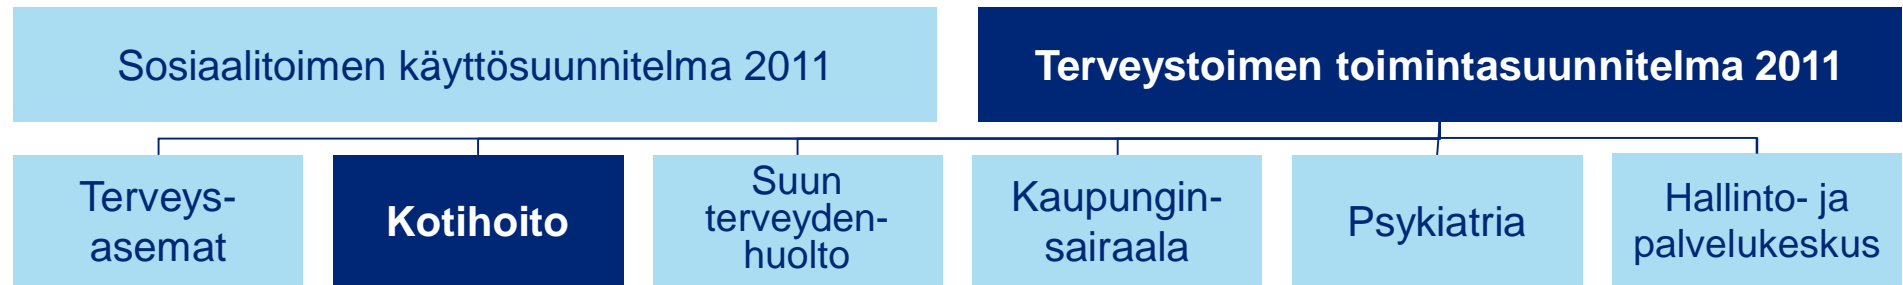 Sosiaalitoimen käyttösuunnitelma 2011
Terveystoimen toimintasuunnitelma 2011
Terveys-
asemat
Kotihoito
Suun
terveyden-
huolto
Kaupungin-
sairaala
Psykiatria
Hallinto- ja
palvelukeskus